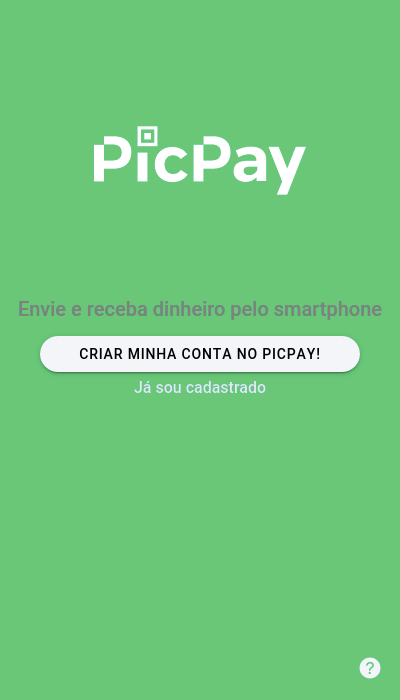 PicPay
Envie e receba dinheiro pelo smartphone
CRIAR MINHA CONTA NO PICPAY!
Já sou cadastrado
?